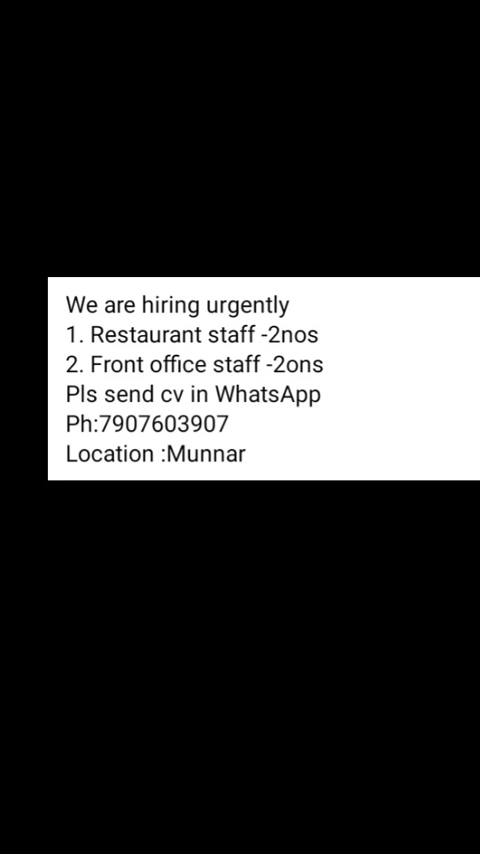 We are hiring urgently
1. Restaurant staff -2nos
2. Front office staff -2ons
Pls send cv in WhatsApp
Ph:7907603907
Location :Munnar